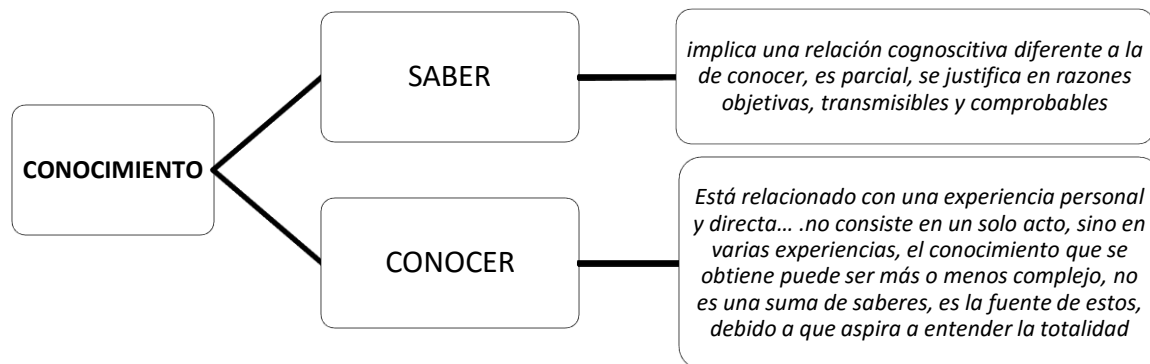 CONOCIMIENTO
SABER
implica una relación cognoscitiva diferente a la
de conocer, es parcial, se justifica en razones
objetivas, transmisibles y comprobables
CONOCER
Está relacionado con una experiencia personal
y directa… .no consiste en un solo acto, sino en
varias experiencias, el conocimiento que se
obtiene puede ser más o menos complejo, no
es una suma de saberes, es la fuente de estos,
debido a que aspira a entender la totalidad